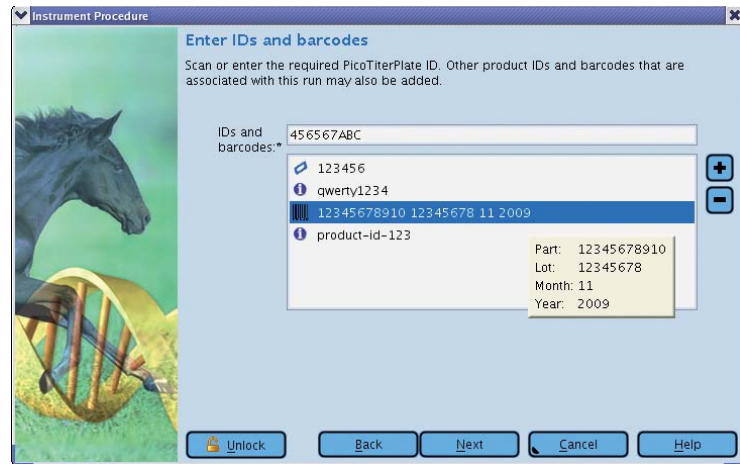 Instrument Procedure
Enter IDs and barcodes
Scan or enter the required PicoTiterPlate ID. Other product IDs and barcodes that are
associated with this run may also be added.
IDs and
barcodes:*
456567ABC
123456
qwerty1234
12345678910 12345678 11 2009
product-id-123
Part: 12345678910
Lot: 12345678
Month: 11
Year: 2009
Unlock
Back
Next
Cancel
Help